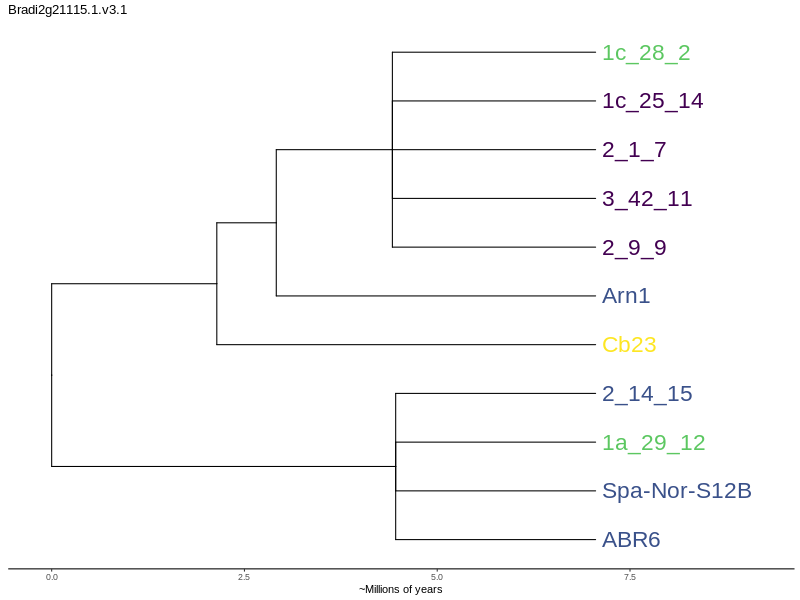 Bradi2g21115.1.v3.1
1c_28_2
1c_25_14
2_1_7
3_42_11
2_9_9
Arn1
Cb23
2_14_15
1a_29_12
Spa-Nor-S12B
ABR6
0.0 2.5 5.0 7.5
~Millions of years